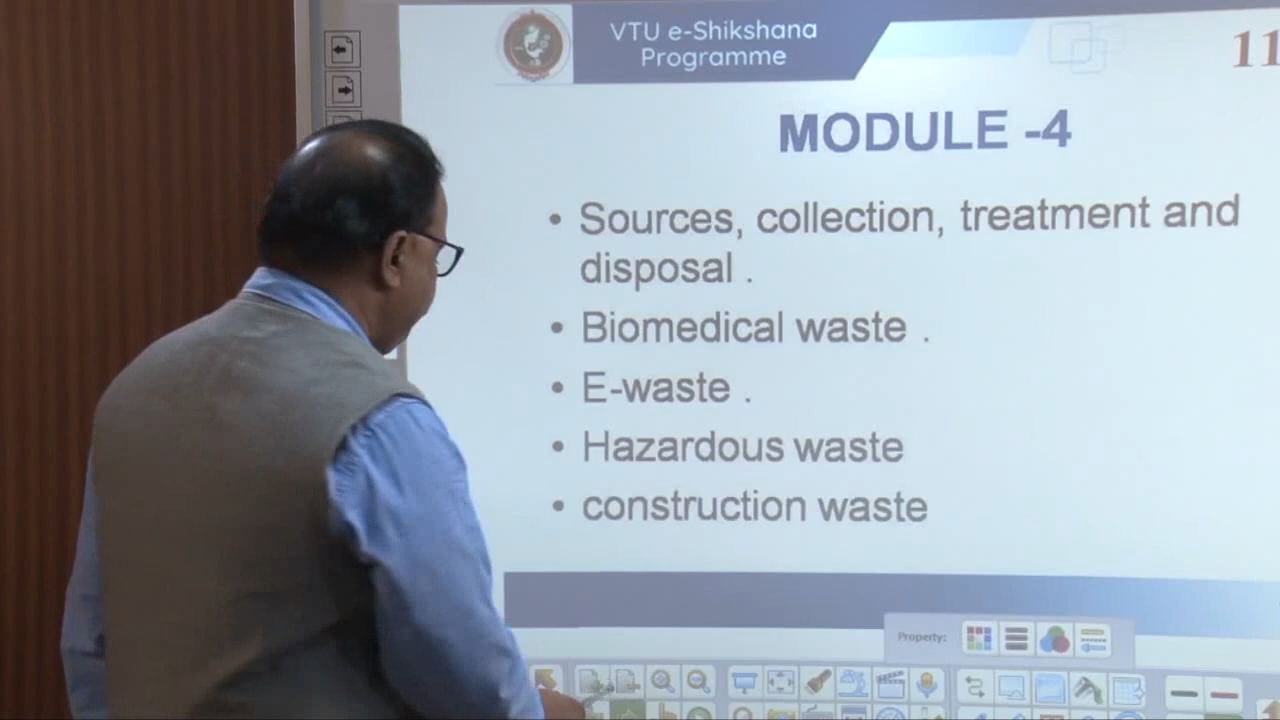 VTU e-Shikshana
Programme
11
MODULE -4
• Sources, collection, treatment and
disposal .
• Biomedical waste .
• E-waste .
• Hazardous waste
• construction waste
Property: